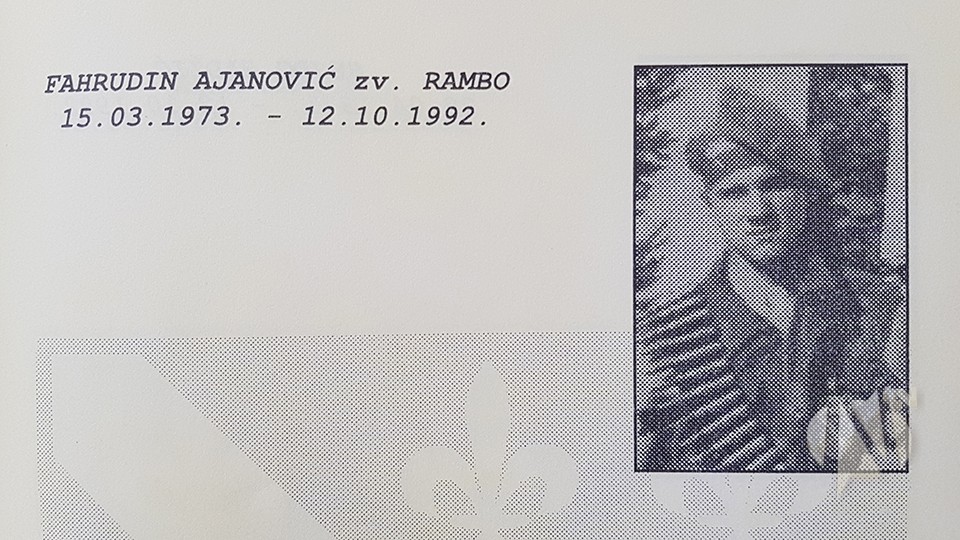 FAHRUDIN AJANOVIĆ zv. RAMBO
15.03.1973. - 12.10.1992.